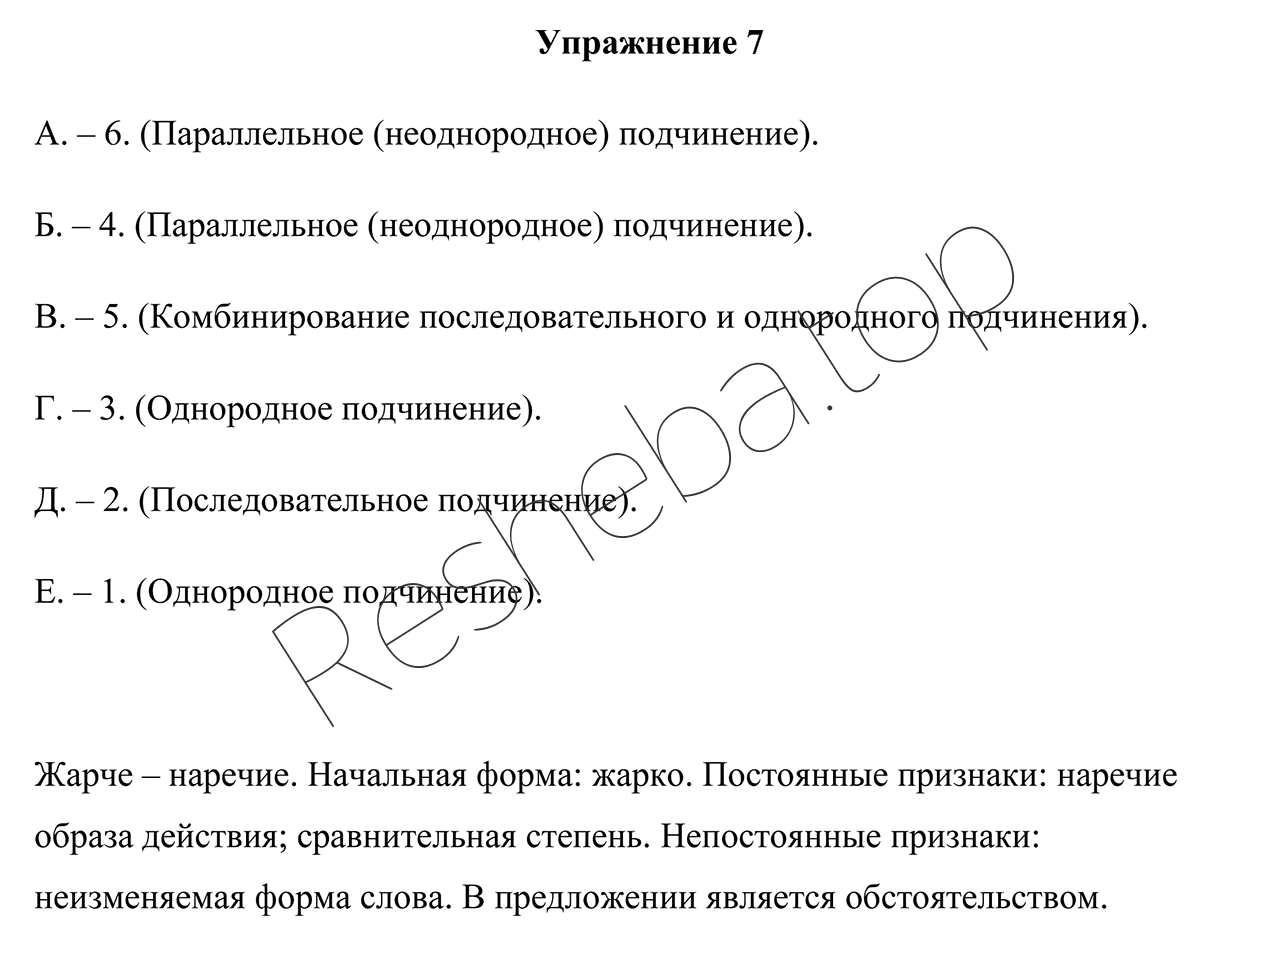 Упражнение 7
А. – 6. (Параллельное (неоднородное) подчинение).
Б. – 4. (Параллельное (неоднородное) подчинение).
В. – 5. (Комбинирование последовательного и однородного подчинения).
Г. – 3. (Однородное подчинение).
Д. – 2. (Последовательное подчинение).
Е. – 1. (Однородное подчинение).
Resheba.top
Жарче – наречие. Начальная форма: жарко. Постоянные признаки: наречие
образа действия; сравнительная степень. Непостоянные признаки:
неизменяемая форма слова. В предложении является обстоятельством.